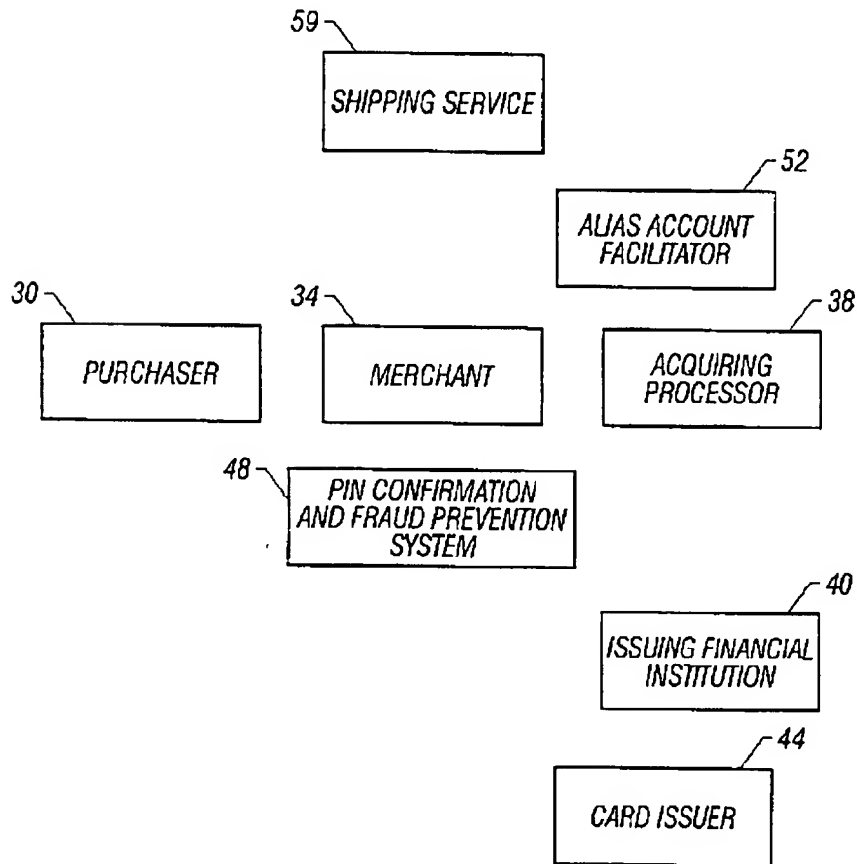 59
SHIPPING SERVICE
52
ALIAS ACCOUNT
FACILITATOR
30
PURCHASER
34
MERCHANT
38
ACQUIRING
PROCESSOR
48
PIN CONFIRMATION
AND FRAUD PREVENTION
SYSTEM
40
ISSUING FINANCIAL
INSTITUTION
44
CARD ISSUER